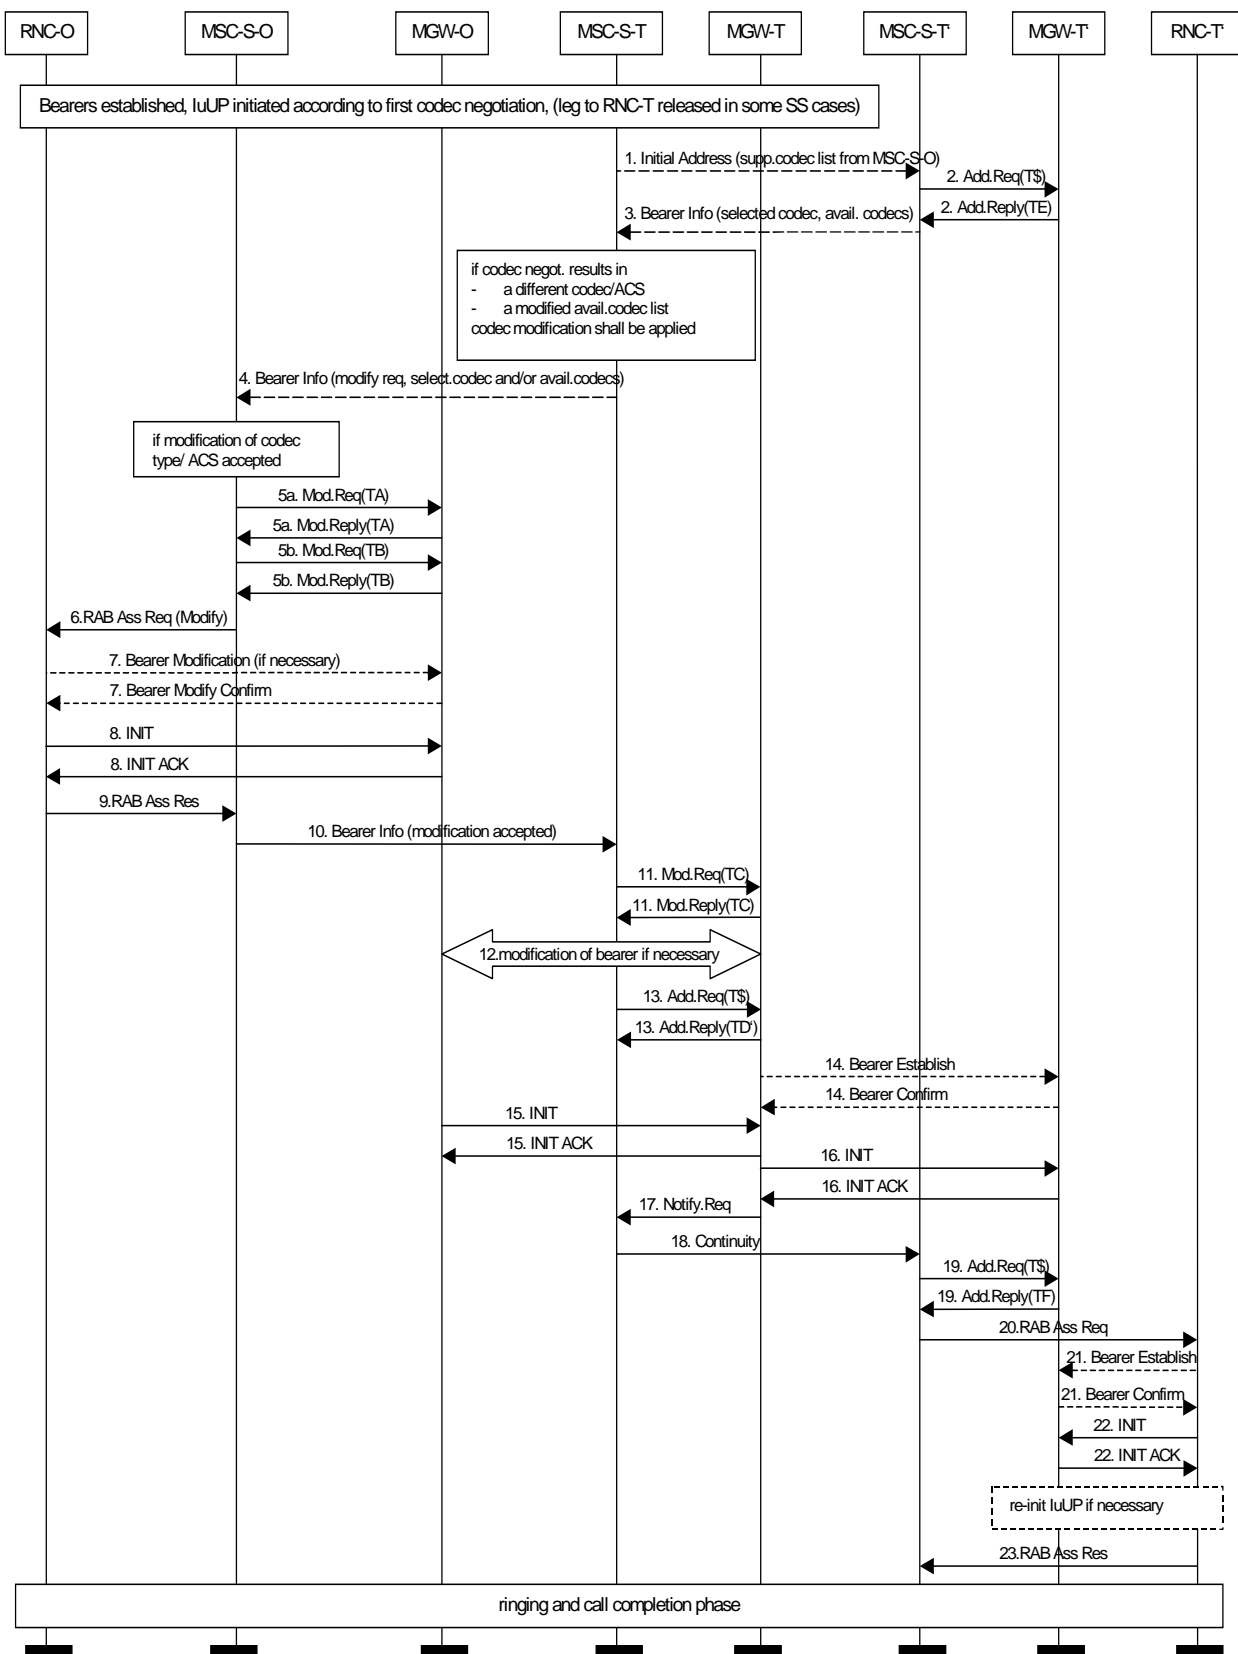 RNC-O
MSC-S-O
MGW-O
MSC-S-T
MGW-T
MSC-S-T'
MGW-T'
RNC-T'
Bearers established, IuUP initiated according to first codec negotiation, (leg to RNC-T released in some SS cases)
1. Initial Address (supp.codec list from MSC-S-O)
2. Add.Req(T$)
2. Add.Reply(TE)
3. Bearer Info (selected codec, avail. codecs)
if codec negot. results in
- a different codec/ACS
- a modified avail.codec list
codec modification shall be applied
4. Bearer Info (modify req, select.codec and/or avail.codecs)
if modification of codec
type/ ACS accepted
5a. Mod.Req(TA)
5a. Mod.Reply(TA)
5b. Mod.Req(TB)
5b. Mod.Reply(TB)
6.RAB Ass Req (Modify)
7. Bearer Modification (if necessary)
7. Bearer Modify Confirm
8. INIT
8. INIT ACK
9.RAB Ass Res
10. Bearer Info (modification accepted)
11. Mod.Req(TC)
11. Mod.Reply(TC)
12.modification of bearer if necessary
13. Add.Req(T$)
13. Add.Reply(TD')
14. Bearer Establish
14. Bearer Confirm
15. INIT
15. INIT ACK
16. INIT
16. INIT ACK
17. Notify.Req
18. Continuity
19. Add.Req(T$)
19. Add.Reply(TF)
20.RAB Ass Req
21. Bearer Establish
21. Bearer Confirm
22. INIT
22. INIT ACK
re-init IuUP if necessary
23.RAB Ass Res
ringing and call completion phase